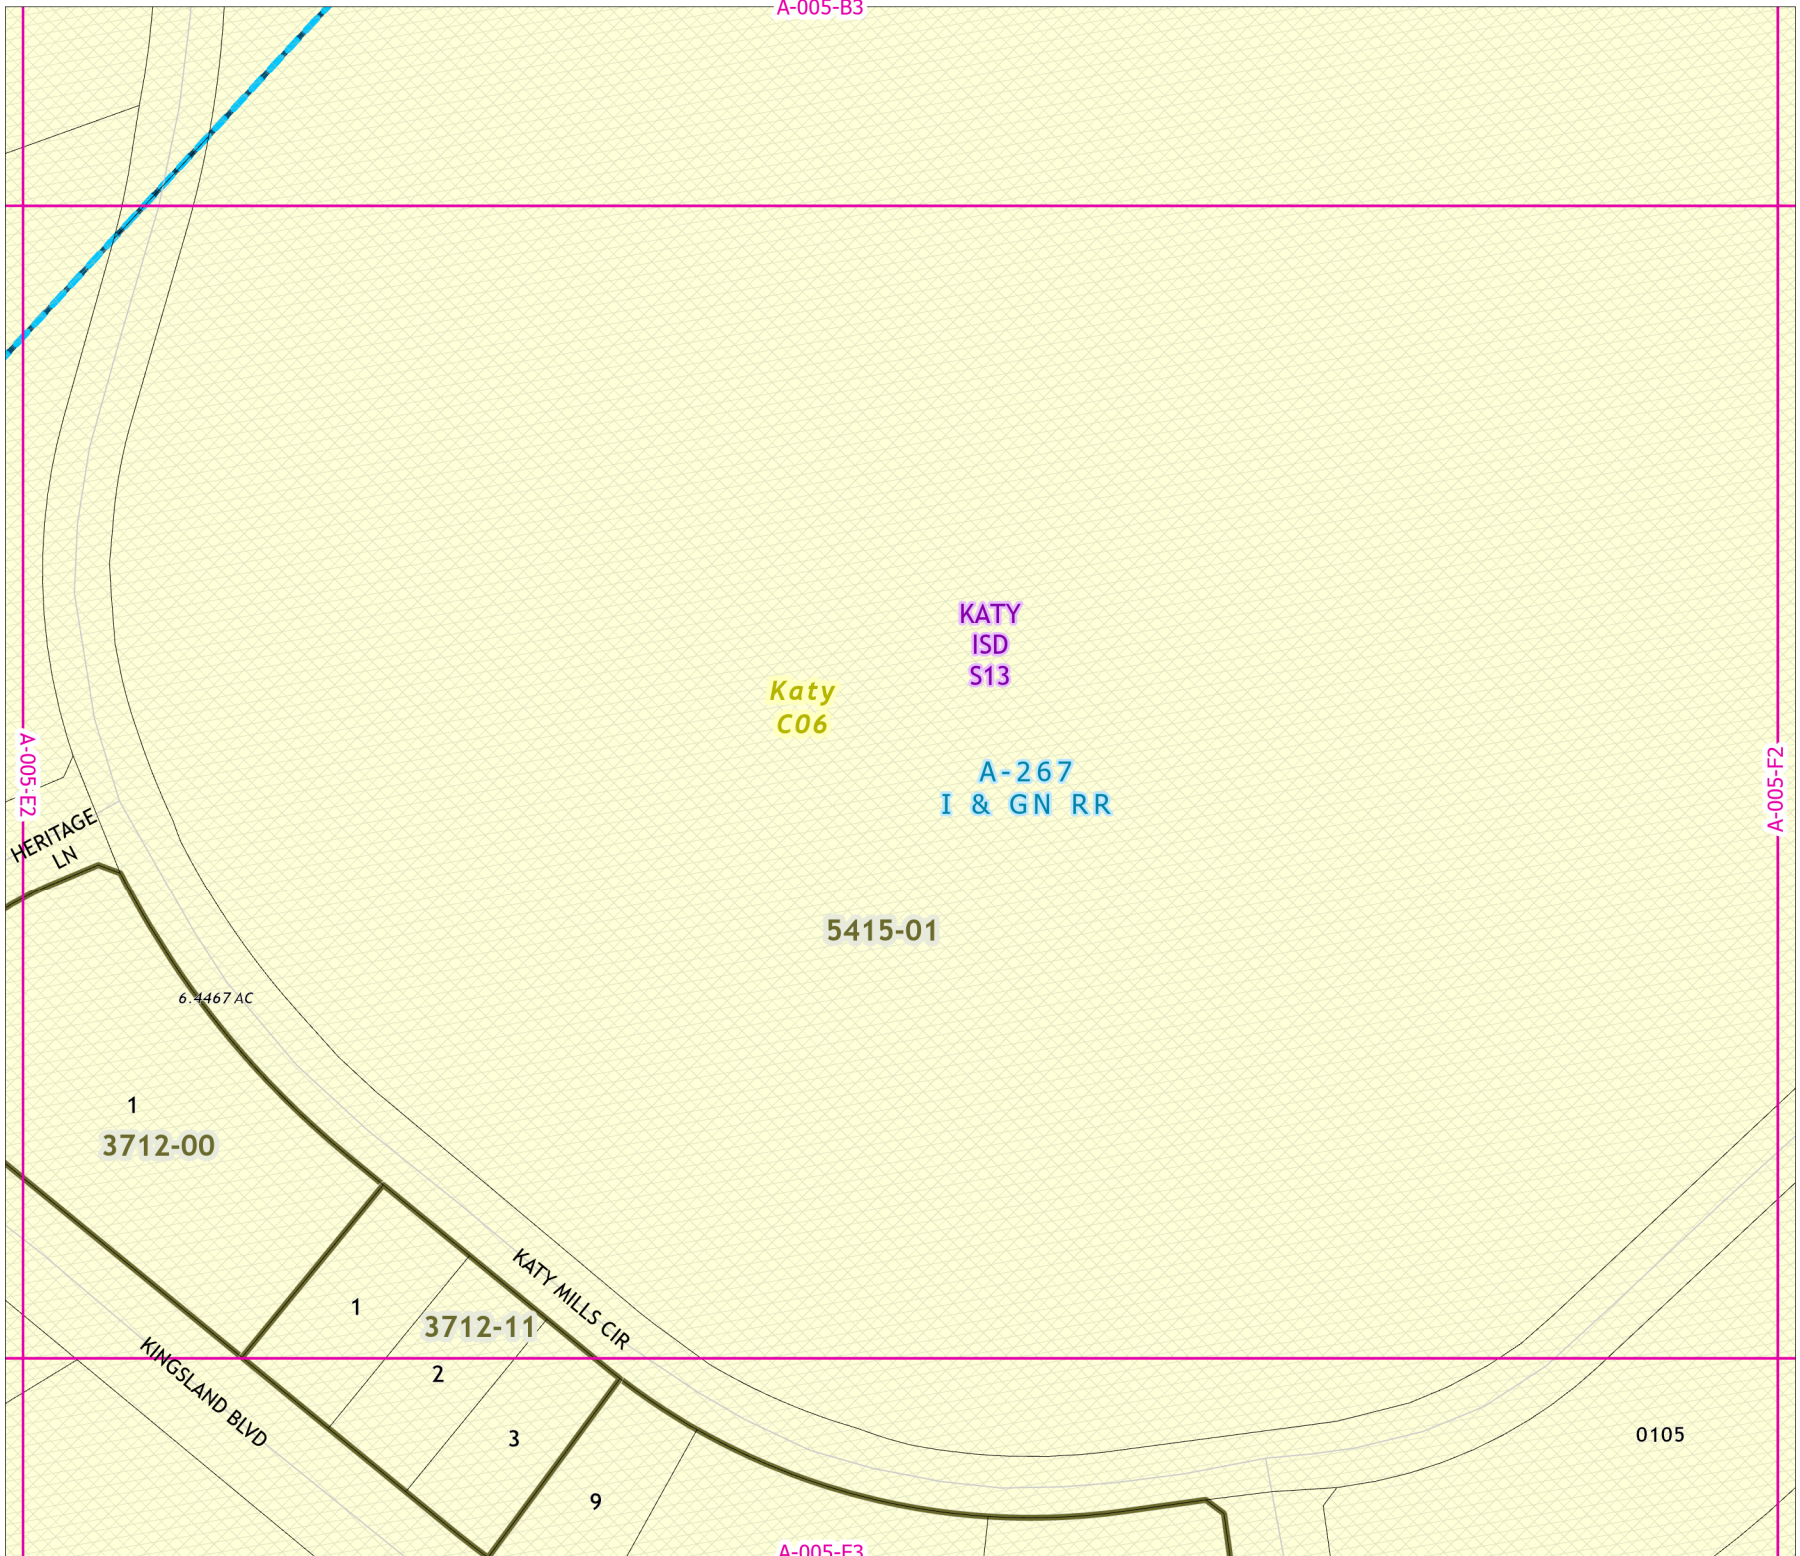 A-005-B3
KATY
ISD
S13
Katy
C06
A-005-E2
A-005-F2
A-267
I & GN RR
HERITAGE
LN
5415-01
6.4467 AC
1
3712-00
KATY MILLS CIR
1
3712-11
2
KINGSLAND BLVD
3
0105
9
A-005-E3